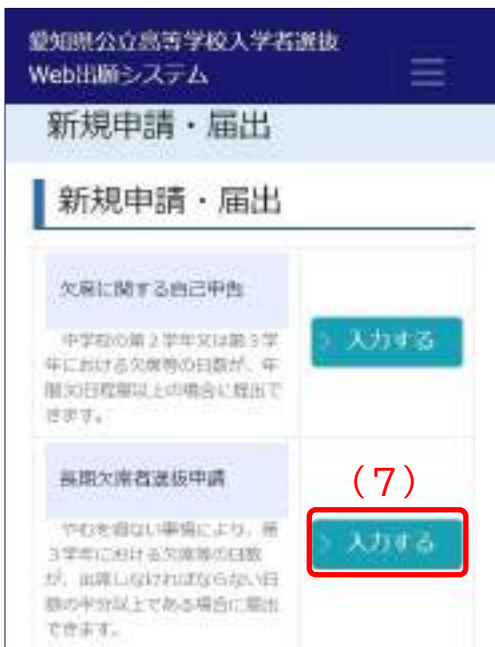 愛知県公立高等学校入学者選抜
Web出願システム
新規申請・届出
新規申請・届出
欠席に関する自己申告
中学校の第2学年又は第3学
年における欠席等の日数が、年
間30日程度以上の場合に提出で
きます。
入力する
長期欠席者選抜申請
(7)
やむを得ない事情により、第
3学年における欠席等の日数
が、出席しなければならない日
数の半分以上である場合に届出
できます。
入力する